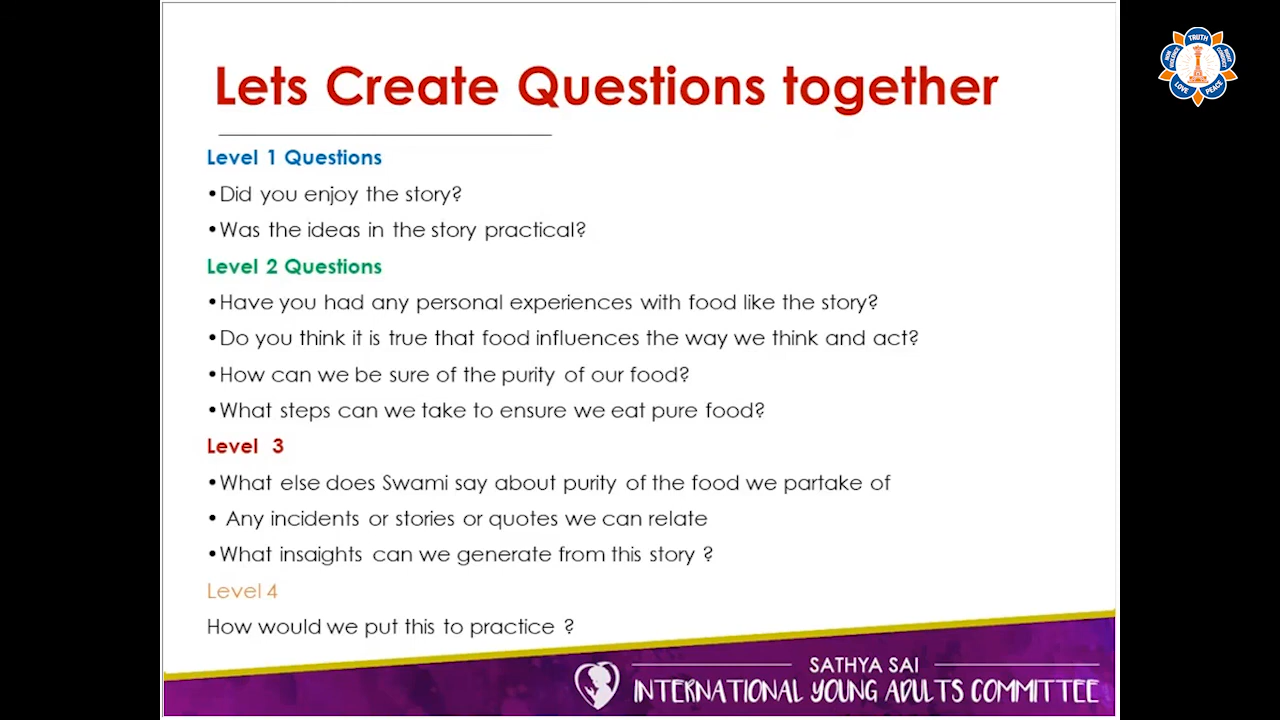 Lets Create Questions together
Level 1 Questions
•Did you enjoy the story?
•Was the ideas in the story practical?
Level 2 Questions
•Have you had any personal experiences with food like the story?
•Do you think it is true that food influences the way we think and act?
•How can we be sure of the purity of our food?
•What steps can we take to ensure we eat pure food?
Level 3
•What else does Swami say about purity of the food we partake of
• Any incidents or stories or quotes we can relate
•What insaights can we generate from this story ?
Level 4
How would we put this to practice ?
SATHYA SAI
INTERNATIONAL YOUNG ADULTS COMMITTEE
TRUTH
RIGHT CONDUCT
PEACE
LOVE
NON VIOLENCE